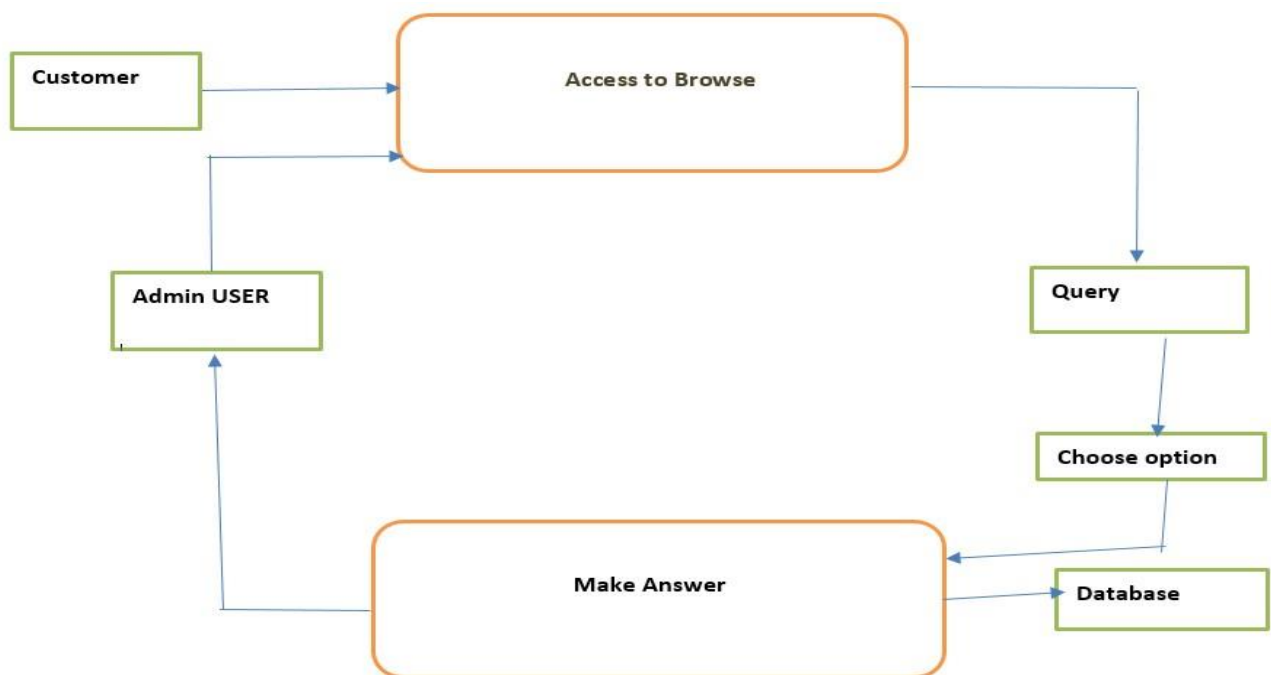 Customer
Access to Browse
Admin USER
Query
Choose option
Make Answer
Database